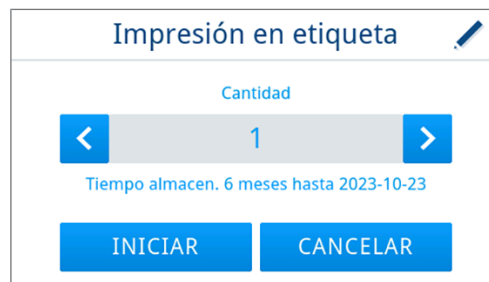 Impresión en etiqueta
Cantidad
1
Tiempo almacen. 6 meses hasta 2023-10-23
INICIAR
CANCELAR